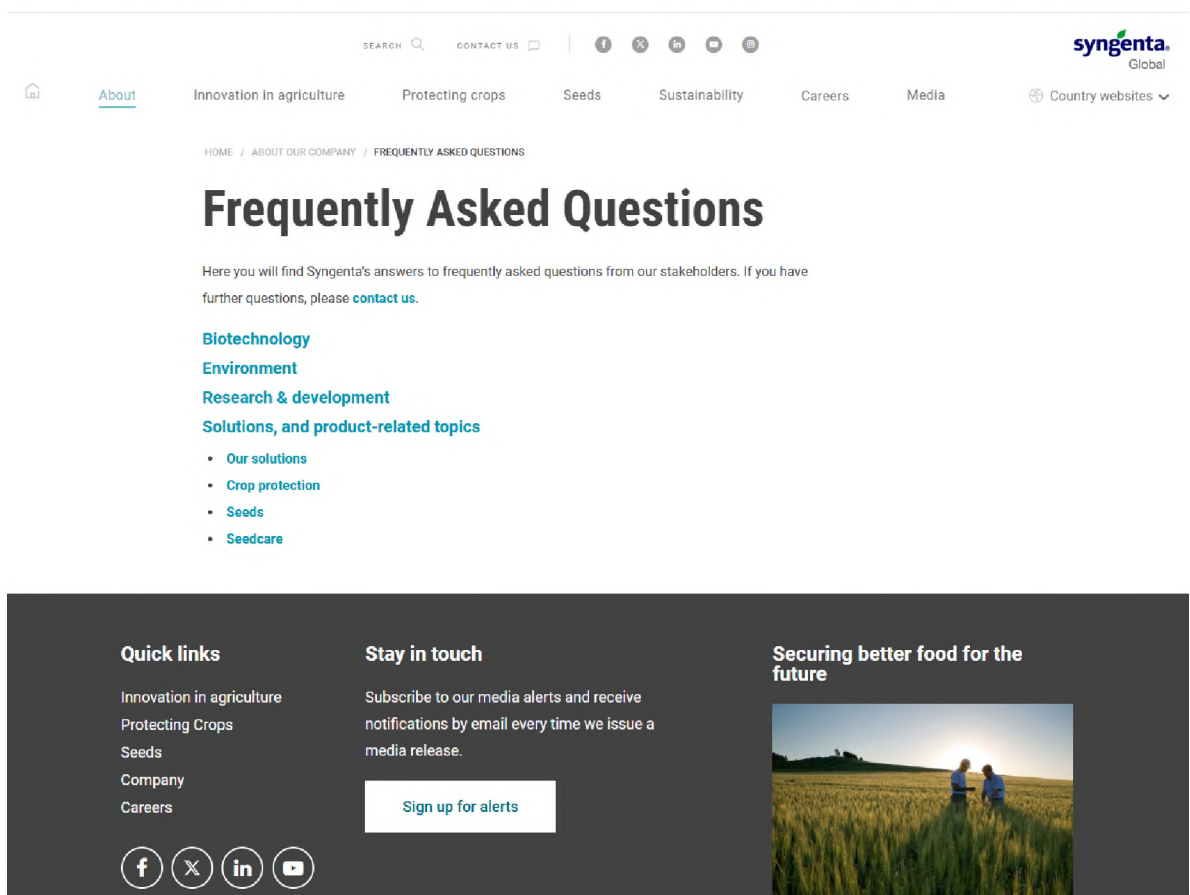 SEARCH
CONTACT US
syngenta®
Global
About
Innovation in agriculture
Protecting crops
Seeds
Sustainability
Careers
Media
Country websites
HOME / ABOUT OUR COMPANY / FREQUENTLY ASKED QUESTIONS
Frequently Asked Questions
Here you will find Syngenta's answers to frequently asked questions from our stakeholders. If you have
further questions, please contact us.
Biotechnology
Environment
Research & development
Solutions, and product-related topics
• Our solutions
• Crop protection
• Seeds
• Seedcare
Quick links
Innovation in agriculture
Protecting Crops
Seeds
Company
Careers
Stay in touch
Subscribe to our media alerts and receive
notifications by email every time we issue a
media release.
Sign up for alerts
Securing better food for the
future